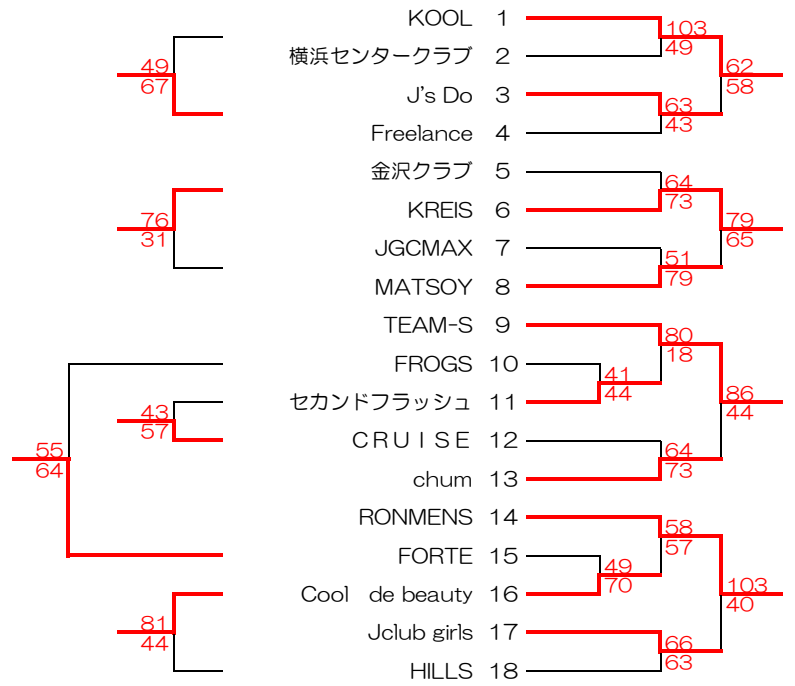 KOOL 1
103
49
横浜センタークラブ 2
49
67
62
58
J's Do 3
63
43
Freelance 4
金沢クラブ 5
64
73
KREIS 6
76
31
79
65
JGCMAX 7
51
79
MATSOY 8
TEAM-S 9
80
18
FROGS 10
41
44
セカンドフラッシュ 11
43
57
86
44
ＣＲＵＩＳＥ 12
55
64
64
73
chum 13
RONMENS 14
58
57
FORTE 15
49
70
Cool　de beauty 16
103
40
81
44
Jclub girls 17
66
63
HILLS 18